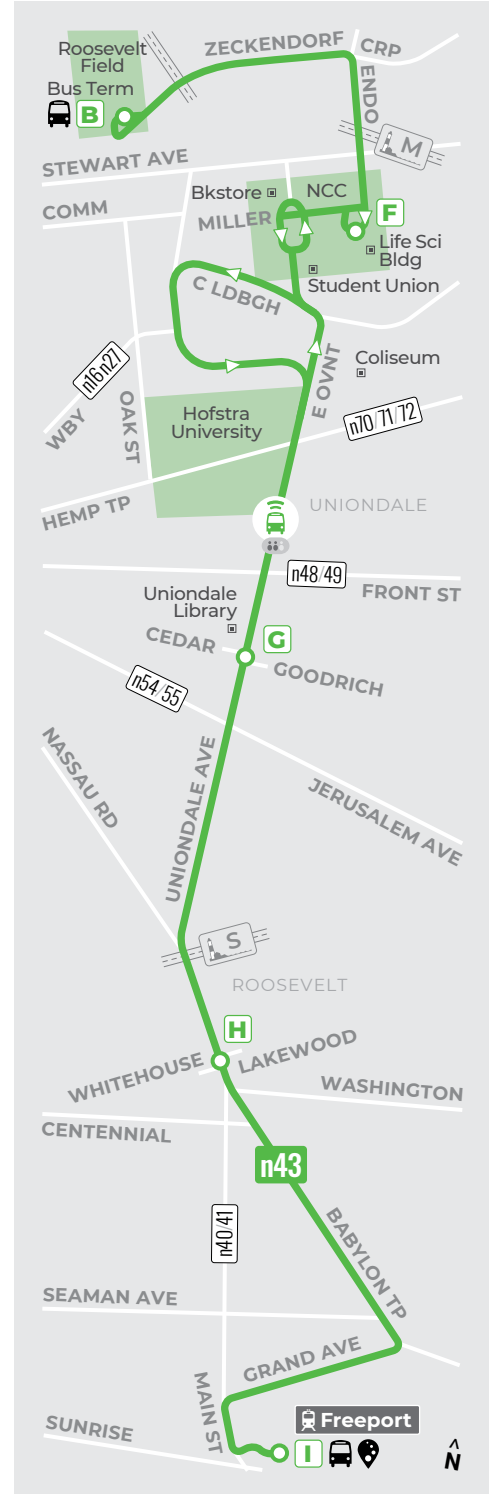 ZECKENDORF
CRP
Roosevelt
Field
Bus Term
B
ENDO
M
STEWART AVE
COMM
Bkstore
NCC
MILLER
F
Life Sci
Bldg
Student Union
C LDBGH
E OVNT
Coliseum
n16/n27
WBY
OAK ST
Hofstra
University
n70/71/72
HEMP TP
UNIONDALE
n48/49
FRONT ST
Uniondale
Library
CEDAR
G
GOODRICH
n54/55
NASSAU RD
UNIONDALE AVE
JERUSALEM AVE
S
ROOSEVELT
H
WHITEHOUSE
LAKEWOOD
WASHINGTON
CENTENNIAL
n43
n40/41
BABYLON TP
SEAMAN AVE
GRAND AVE
MAIN ST
SUNRISE
Freeport
I
N